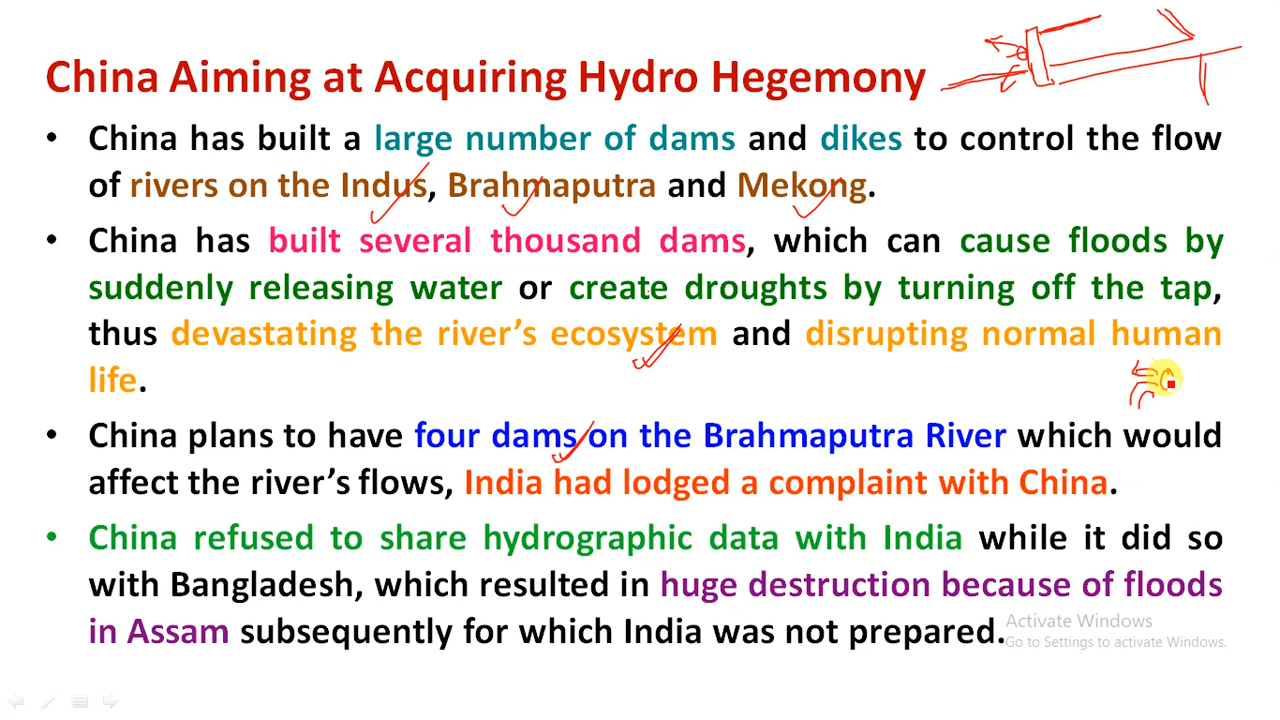 China Aiming at Acquiring Hydro Hegemony
• China has built a large number of dams and dikes to control the flow
of rivers on the Indus, Brahmaputra and Mekong.
• China has built several thousand dams, which can cause floods by
suddenly releasing water or create droughts by turning off the tap,
thus devastating the river's ecosystem and disrupting normal human
life.
• China plans to have four dams on the Brahmaputra River which would
affect the river's flows, India had lodged a complaint with China.
• China refused to share hydrographic data with India while it did so
with Bangladesh, which resulted in huge destruction because of floods
in Assam subsequently for which India was not prepared.
Activate Windows
Go to Settings to activate Windows.